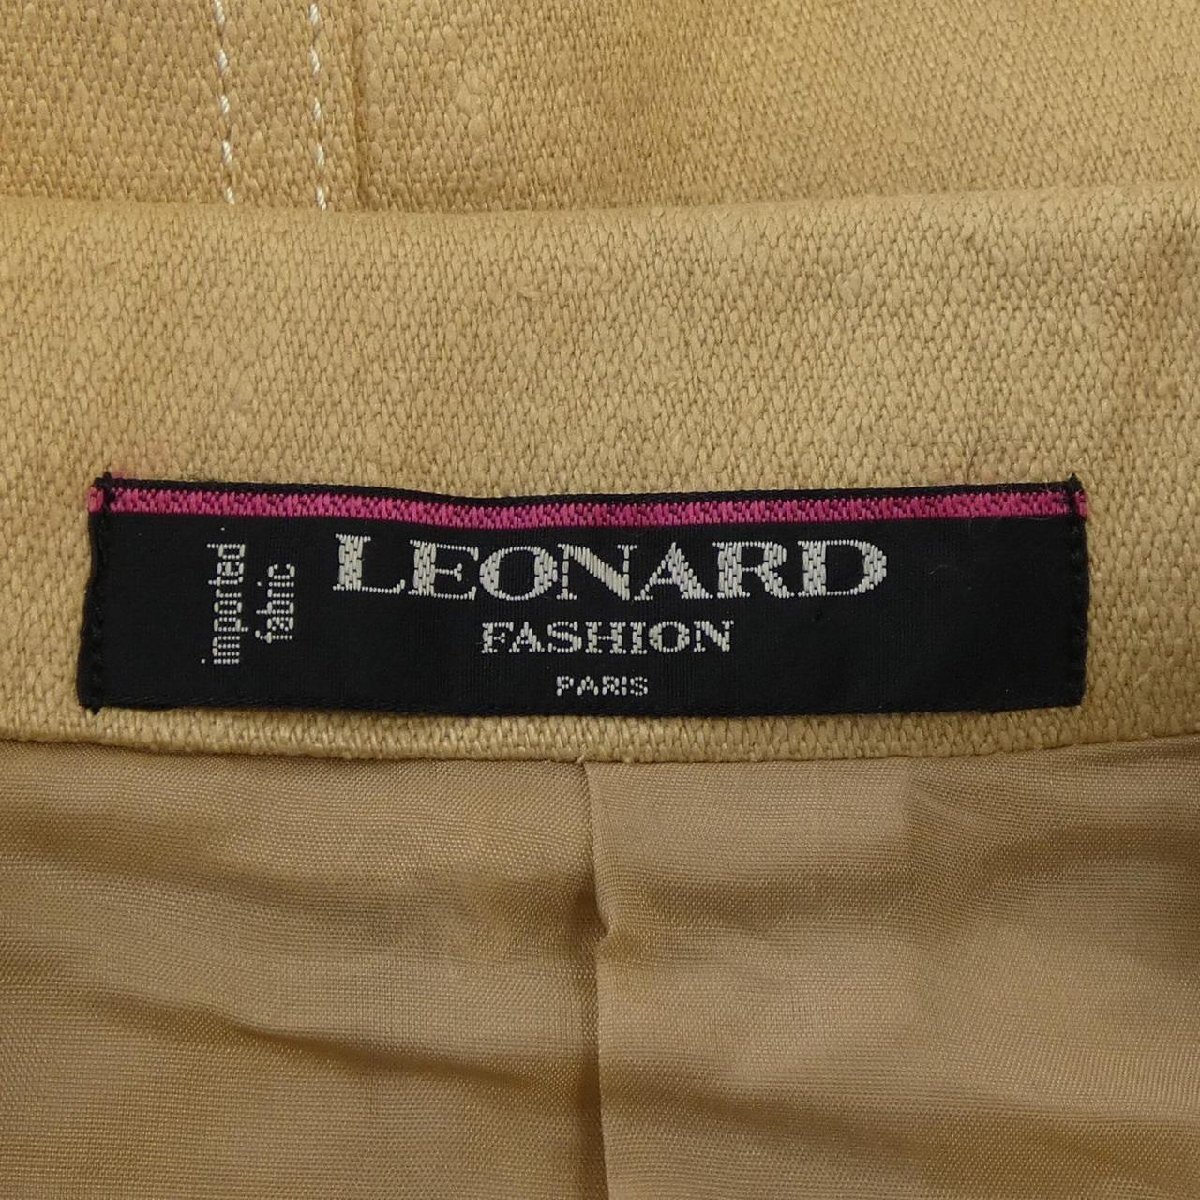 imported
fabric
LEONARD
FASHION
PARIS